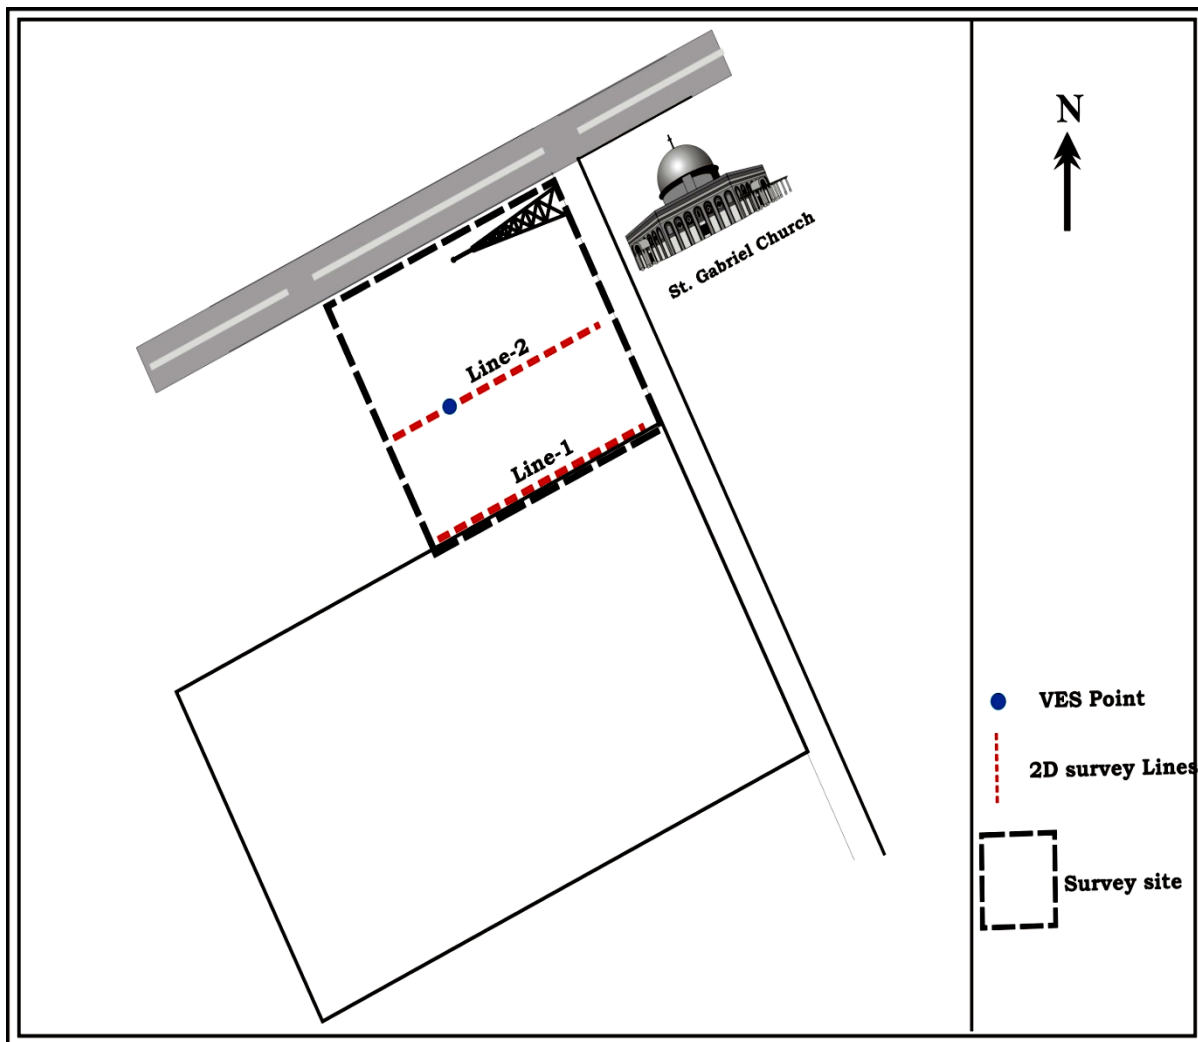 N
St. Gabriel Church
Line-2
Line-1
VES Point
2D survey Lines
Survey site